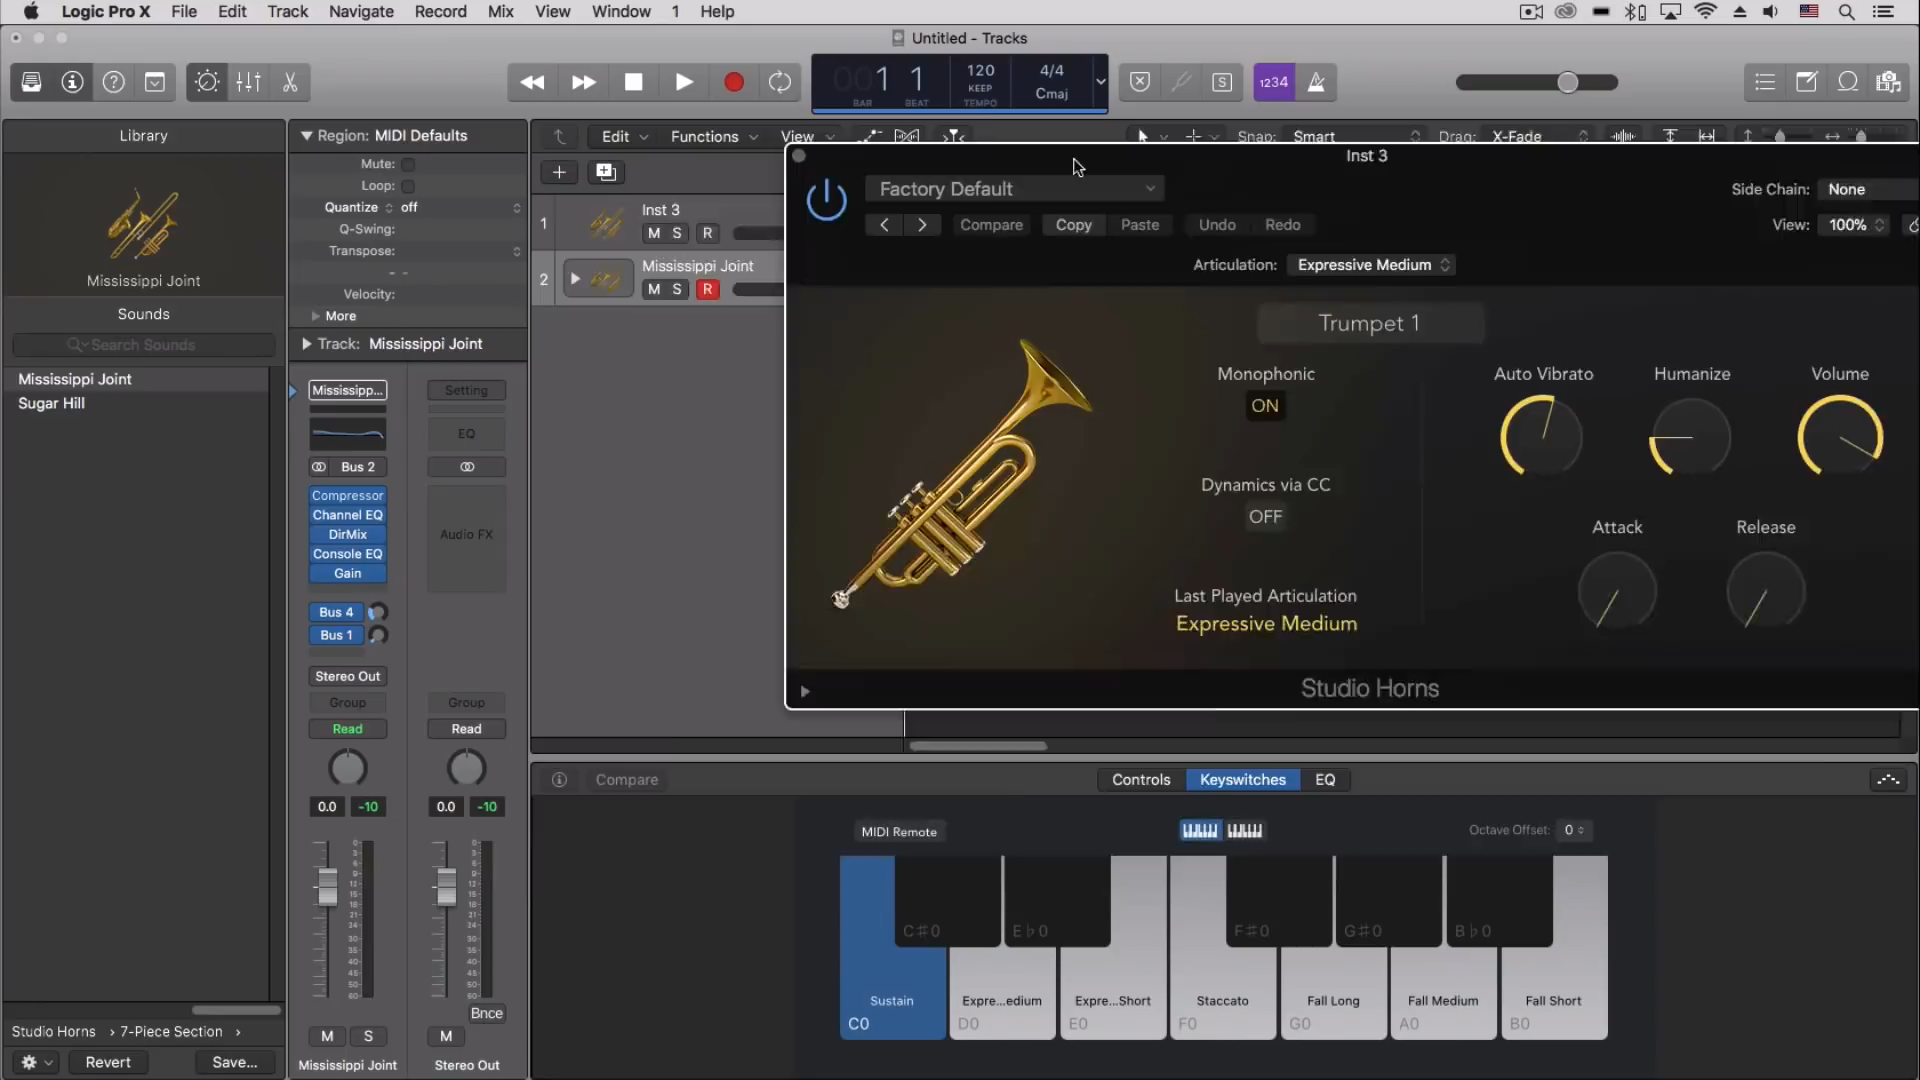 Logic Pro X File Edit Track Navigate Record Mix View Window 1 Help
Untitled - Tracks
001 1
BAR BEAT
120
KEEP
TEMPO
4/4
Cmaj
S
1234
Library
Mississippi Joint
Sounds
Search Sounds
Mississippi Joint
Sugar Hill
Studio Horns 7-Piece Section
Revert Save...
Region: MIDI Defaults
Mute:
Loop:
Quantize off
Q-Swing:
Transpose:
- -
Velocity:
More
Track: Mississippi Joint
Mississipp... Setting
EQ
Bus 2
Compressor
Channel EQ
DirMix
Console EQ
Gain
Audio FX
Bus 4
Bus 1
Stereo Out
Group Group
Read Read
0.0 -10 0.0 -10
Bnce
M S M
Mississippi Joint Stereo Out
Edit Functions View Snap: Smart Drag: X-Fade
1 Inst 3
M S R
2 Mississippi Joint
M S R
Inst 3
Factory Default
Side Chain: None
Compare Copy Paste Undo Redo
View: 100%
Articulation: Expressive Medium
Trumpet 1
Monophonic
ON
Auto Vibrato Humanize Volume
Dynamics via CC
OFF
Attack Release
Last Played Articulation
Expressive Medium
Studio Horns
Compare Controls Keyswitches EQ
MIDI Remote Octave Offset: 0
C♯0 E♭0 F♯0 G♯0 B♭0
Sustain Expre...edium Expre...Short Staccato Fall Long Fall Medium Fall Short
C0 D0 E0 F0 G0 A0 B0